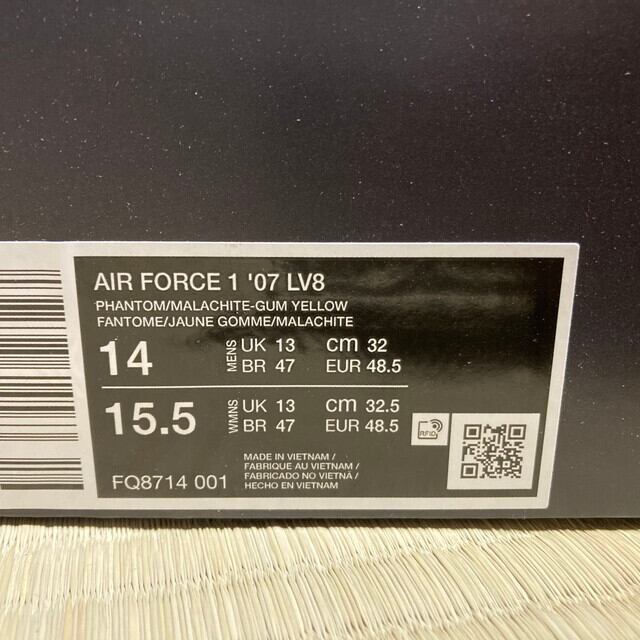 AIR FORCE 1 '07 LV8
PHANTOM/MALACHITE-GUM YELLOW
FANTOME/JAUNE GOMME/MALACHITE
14 MENS UK 13 cm 32
BR 47 EUR 48.5
15.5 WMNS UK 13 cm 32.5
BR 47 EUR 48.5
RFID
MADE IN VIETNAM /
FABRIQUE AU VIETNAM /
FABRICADO NO VIETNÃ /
HECHO EN VIETNAM
FQ8714 001